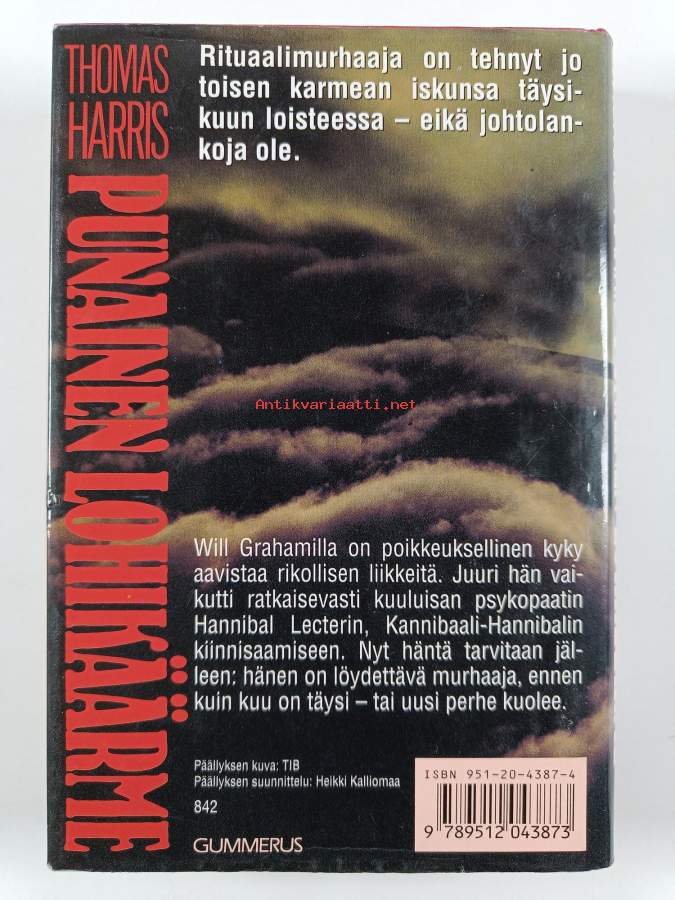 THOMAS
HARRIS
PUNAINEN LOHIKÄÄRME
Rituaalimurhaaja on tehnyt jo
toisen karmean iskunsa täysi-
kuun loisteessa – eikä johtolan-
koja ole.
Antikvariaatti.net
Will Grahamilla on poikkeuksellinen kyky
aavistaa rikollisen liikkeitä. Juuri hän vai-
kutti ratkaisevasti kuuluisan psykopaatin
Hannibal Lecterin, Kannibaali-Hannibalin
kiinnisaamiseen. Nyt häntä tarvitaan jäl-
leen: hänen on löydettävä murhaaja, ennen
kuin kuu on täysi – tai uusi perhe kuolee.
Päällyksen kuva: TIB
Päällyksen suunnittelu: Heikki Kalliomaa
842
GUMMERUS
ISBN 951-20-4387-4
9 789512 043873